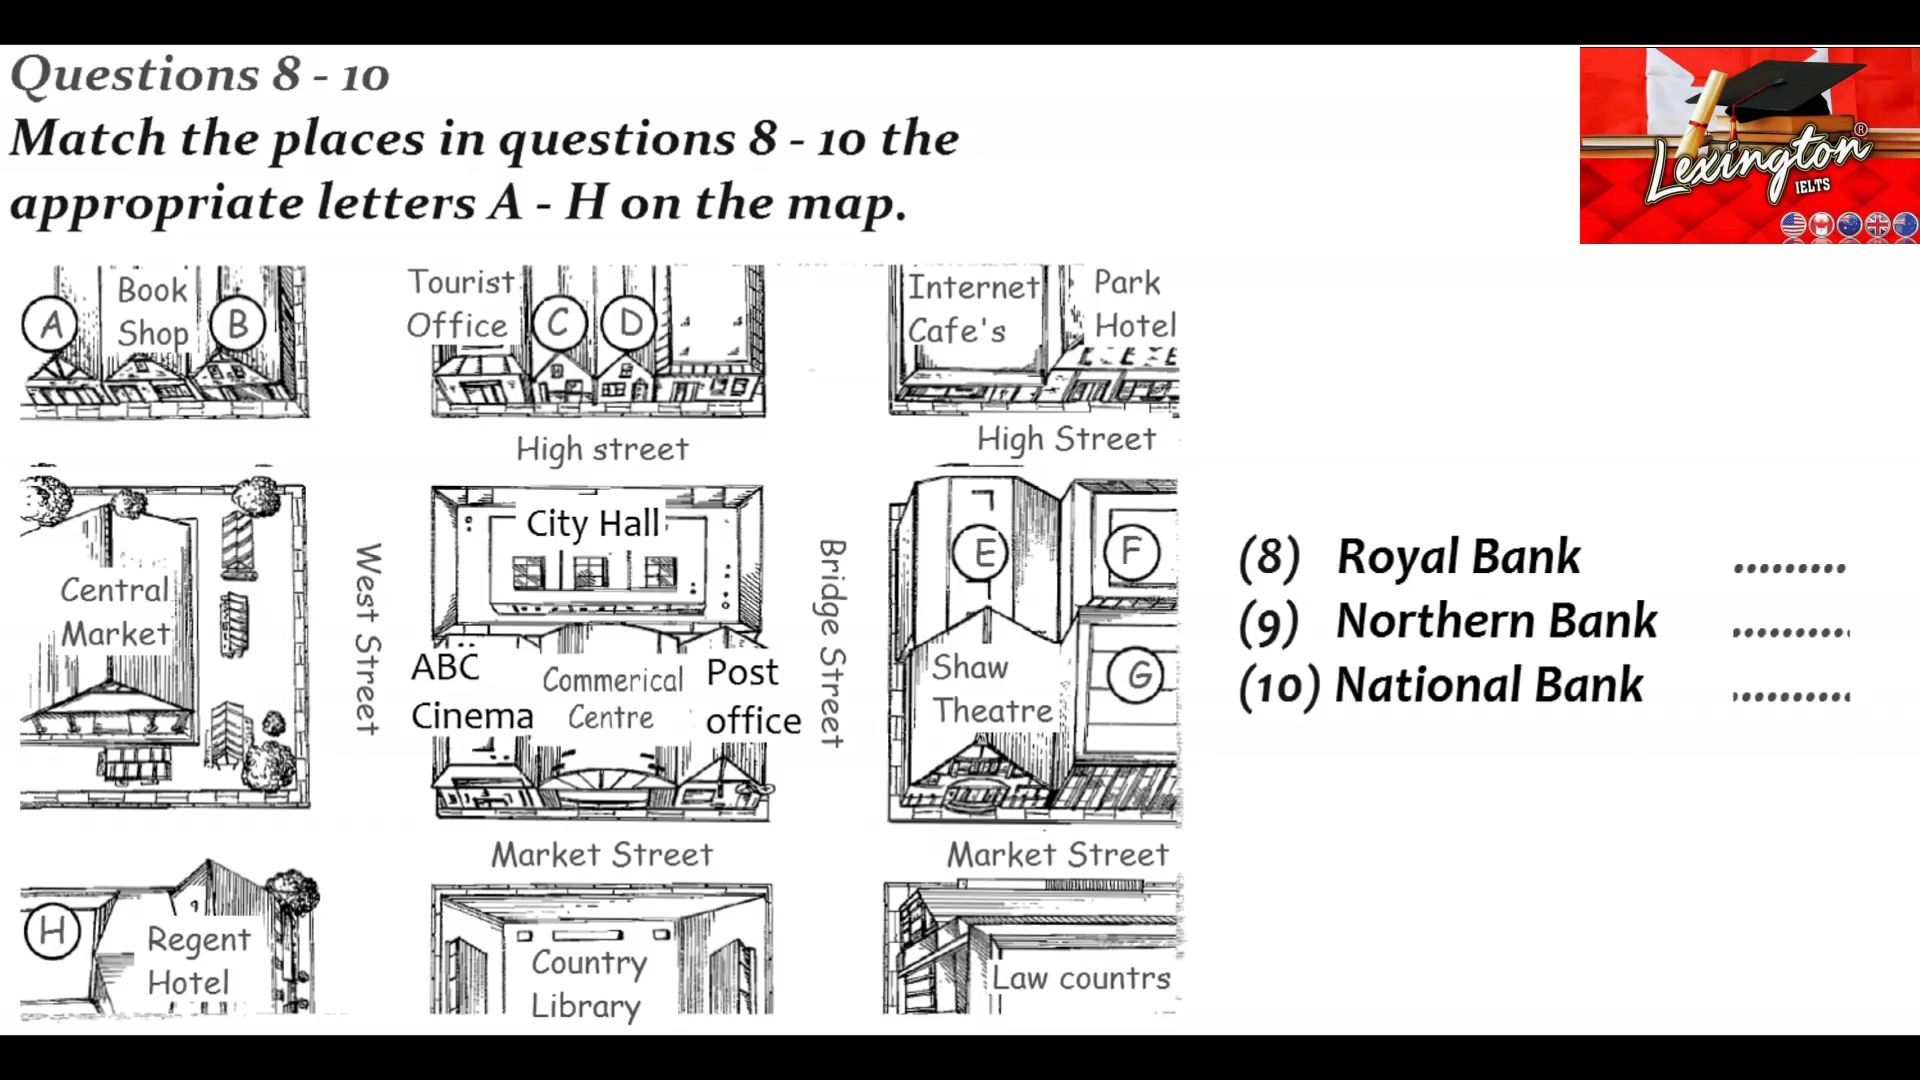 Questions 8 - 10
Match the places in questions 8 - 10 the
appropriate letters A - H on the map.
Lexington®
IELTS
A
Book
Shop
B
Tourist
Office
C
D
Internet
Cafe's
Park
Hotel
High street
High Street
Central
Market
West Street
City Hall
ABC
Cinema
Commerical
Centre
Post
office
Bridge Street
E
F
Shaw
Theatre
G
(8) Royal Bank .........
(9) Northern Bank ..........
(10) National Bank ..........
Market Street
Market Street
H
Regent
Hotel
Country
Library
Law countrs